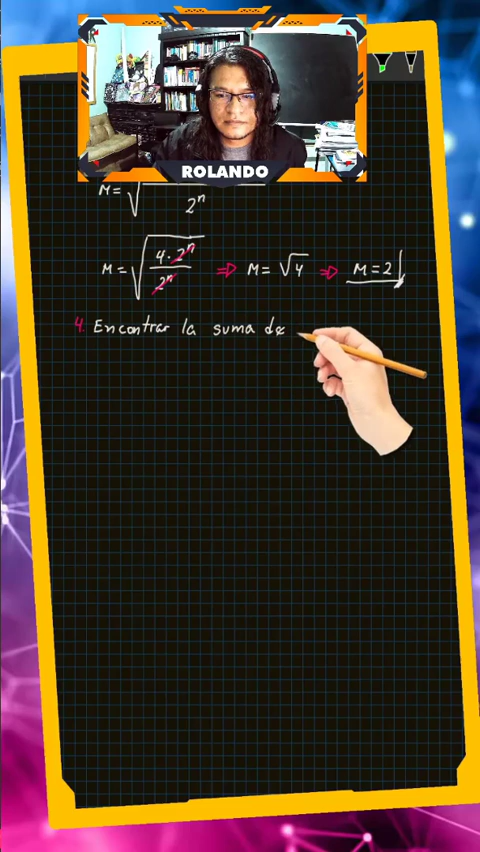 ROLANDO
M = √ 2ⁿ
M = √(4 · 2ⁿ / 2ⁿ) ⇒ M = √4 ⇒ M = 2
4. Encontrar la suma de